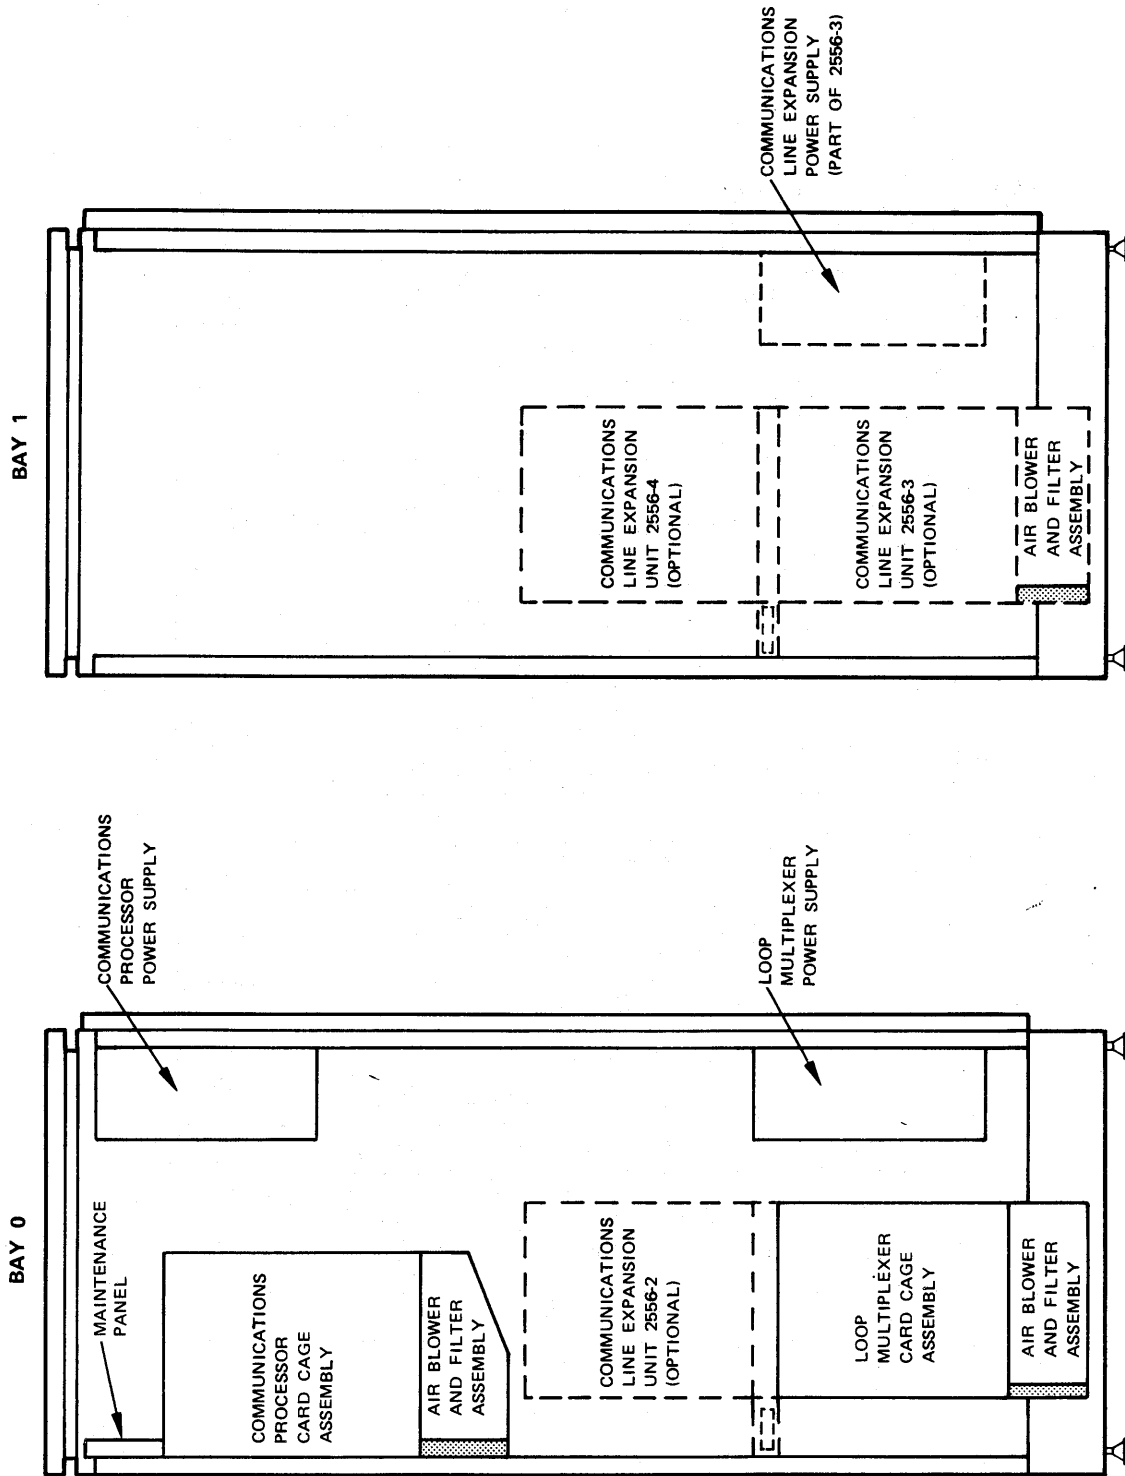 BAY 0
MAINTENANCE
PANEL
COMMUNICATIONS
PROCESSOR
POWER SUPPLY
COMMUNICATIONS
PROCESSOR
CARD CAGE
ASSEMBLY
AIR BLOWER
AND FILTER
ASSEMBLY
COMMUNICATIONS
LINE EXPANSION
UNIT 2556-2
(OPTIONAL)
LOOP
MULTIPLEXER
POWER SUPPLY
LOOP
MULTIPLEXER
CARD CAGE
ASSEMBLY
AIR BLOWER
AND FILTER
ASSEMBLY
BAY 1
COMMUNICATIONS
LINE EXPANSION
UNIT 2556-4
(OPTIONAL)
COMMUNICATIONS
LINE EXPANSION
POWER SUPPLY
(PART OF 2556-3)
COMMUNICATIONS
LINE EXPANSION
UNIT 2556-3
(OPTIONAL)
AIR BLOWER
AND FILTER
ASSEMBLY